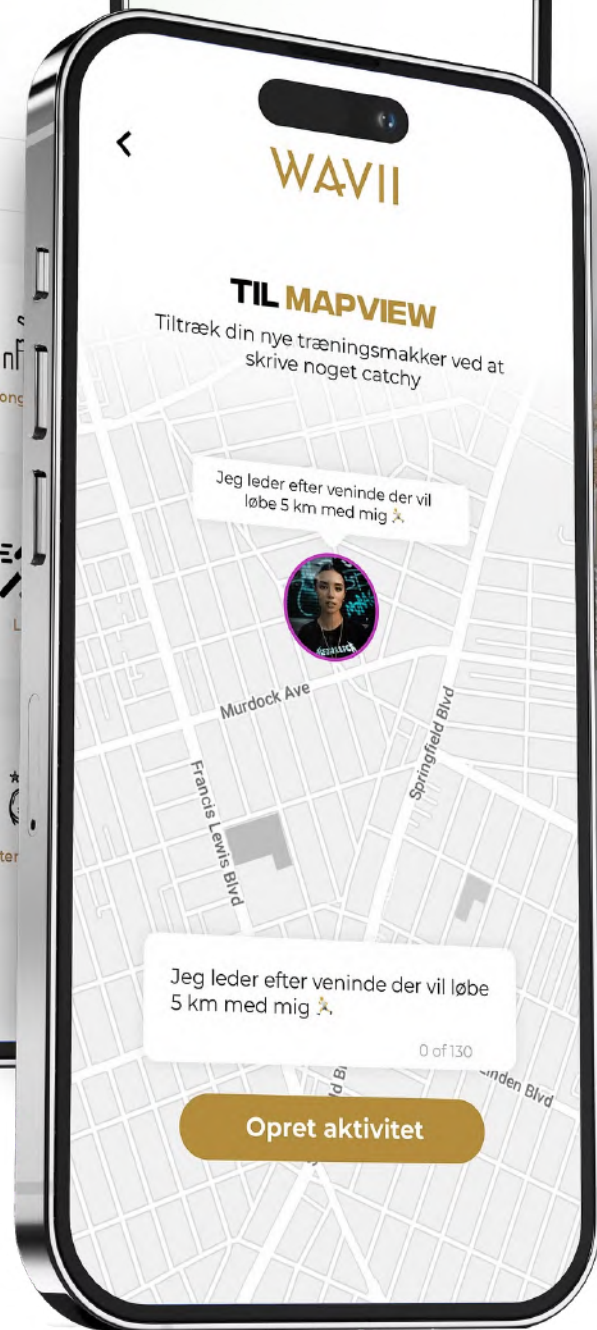 WAVII
TIL MAPVIEW
Tiltræk din nye træningsmakker ved at
skrive noget catchy
Jeg leder efter veninde der vil
løbe 5 km med mig 🏃
Murdock Ave
Springfield Blvd
Francis Lewis Blvd
Jeg leder efter veninde der vil løbe
5 km med mig 🏃
0 of 130
Blvd
Opret aktivitet